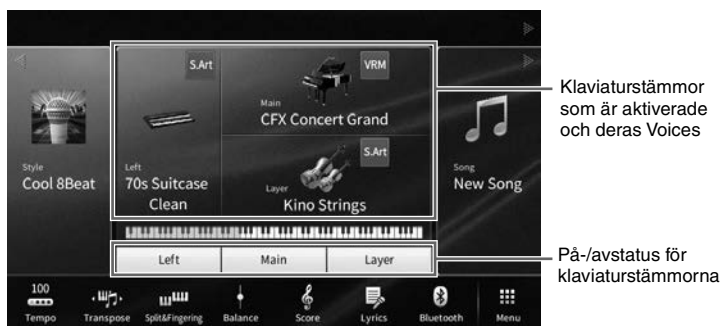 S.Art
VRM
Main
CFX Concert Grand
S.Art
Style
Cool 8Beat
Left
70s Suitcase
Clean
Layer
Kino Strings
Song
New Song
Left Main Layer
100
Tempo Transpose Split&Fingering Balance Score Lyrics Bluetooth Menu
Klaviaturstämmor
som är aktiverade
och deras Voices
På-/avstatus för
klaviaturstämmorna